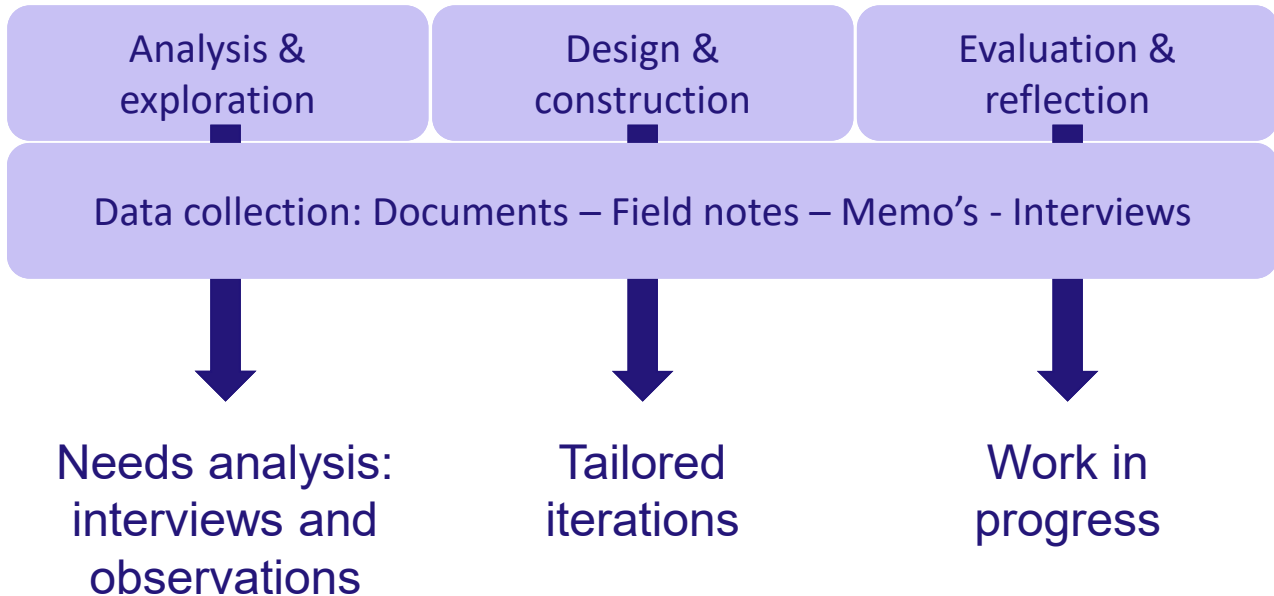 Analysis &
exploration
Design &
construction
Evaluation &
reflection
Data collection: Documents – Field notes – Memo’s - Interviews
Needs analysis:
interviews and
observations
Tailored
iterations
Work in
progress